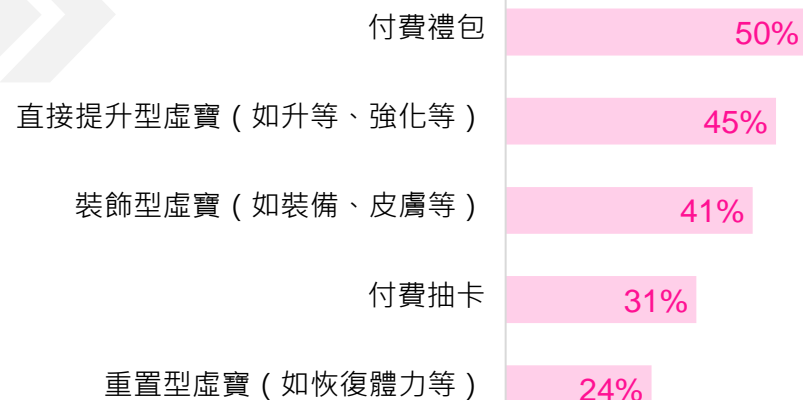 付費禮包 50%
直接提升型虛寶（如升等、強化等） 45%
裝飾型虛寶（如裝備、皮膚等） 41%
付費抽卡 31%
重置型虛寶（如恢復體力等） 24%